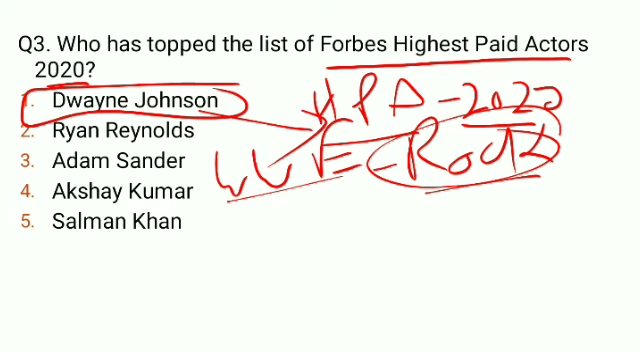 Q3. Who has topped the list of Forbes Highest Paid Actors
2020?
1. Dwayne Johnson
2. Ryan Reynolds
3. Adam Sander
4. Akshay Kumar
5. Salman Khan
HPA-2020
WWE-Rock